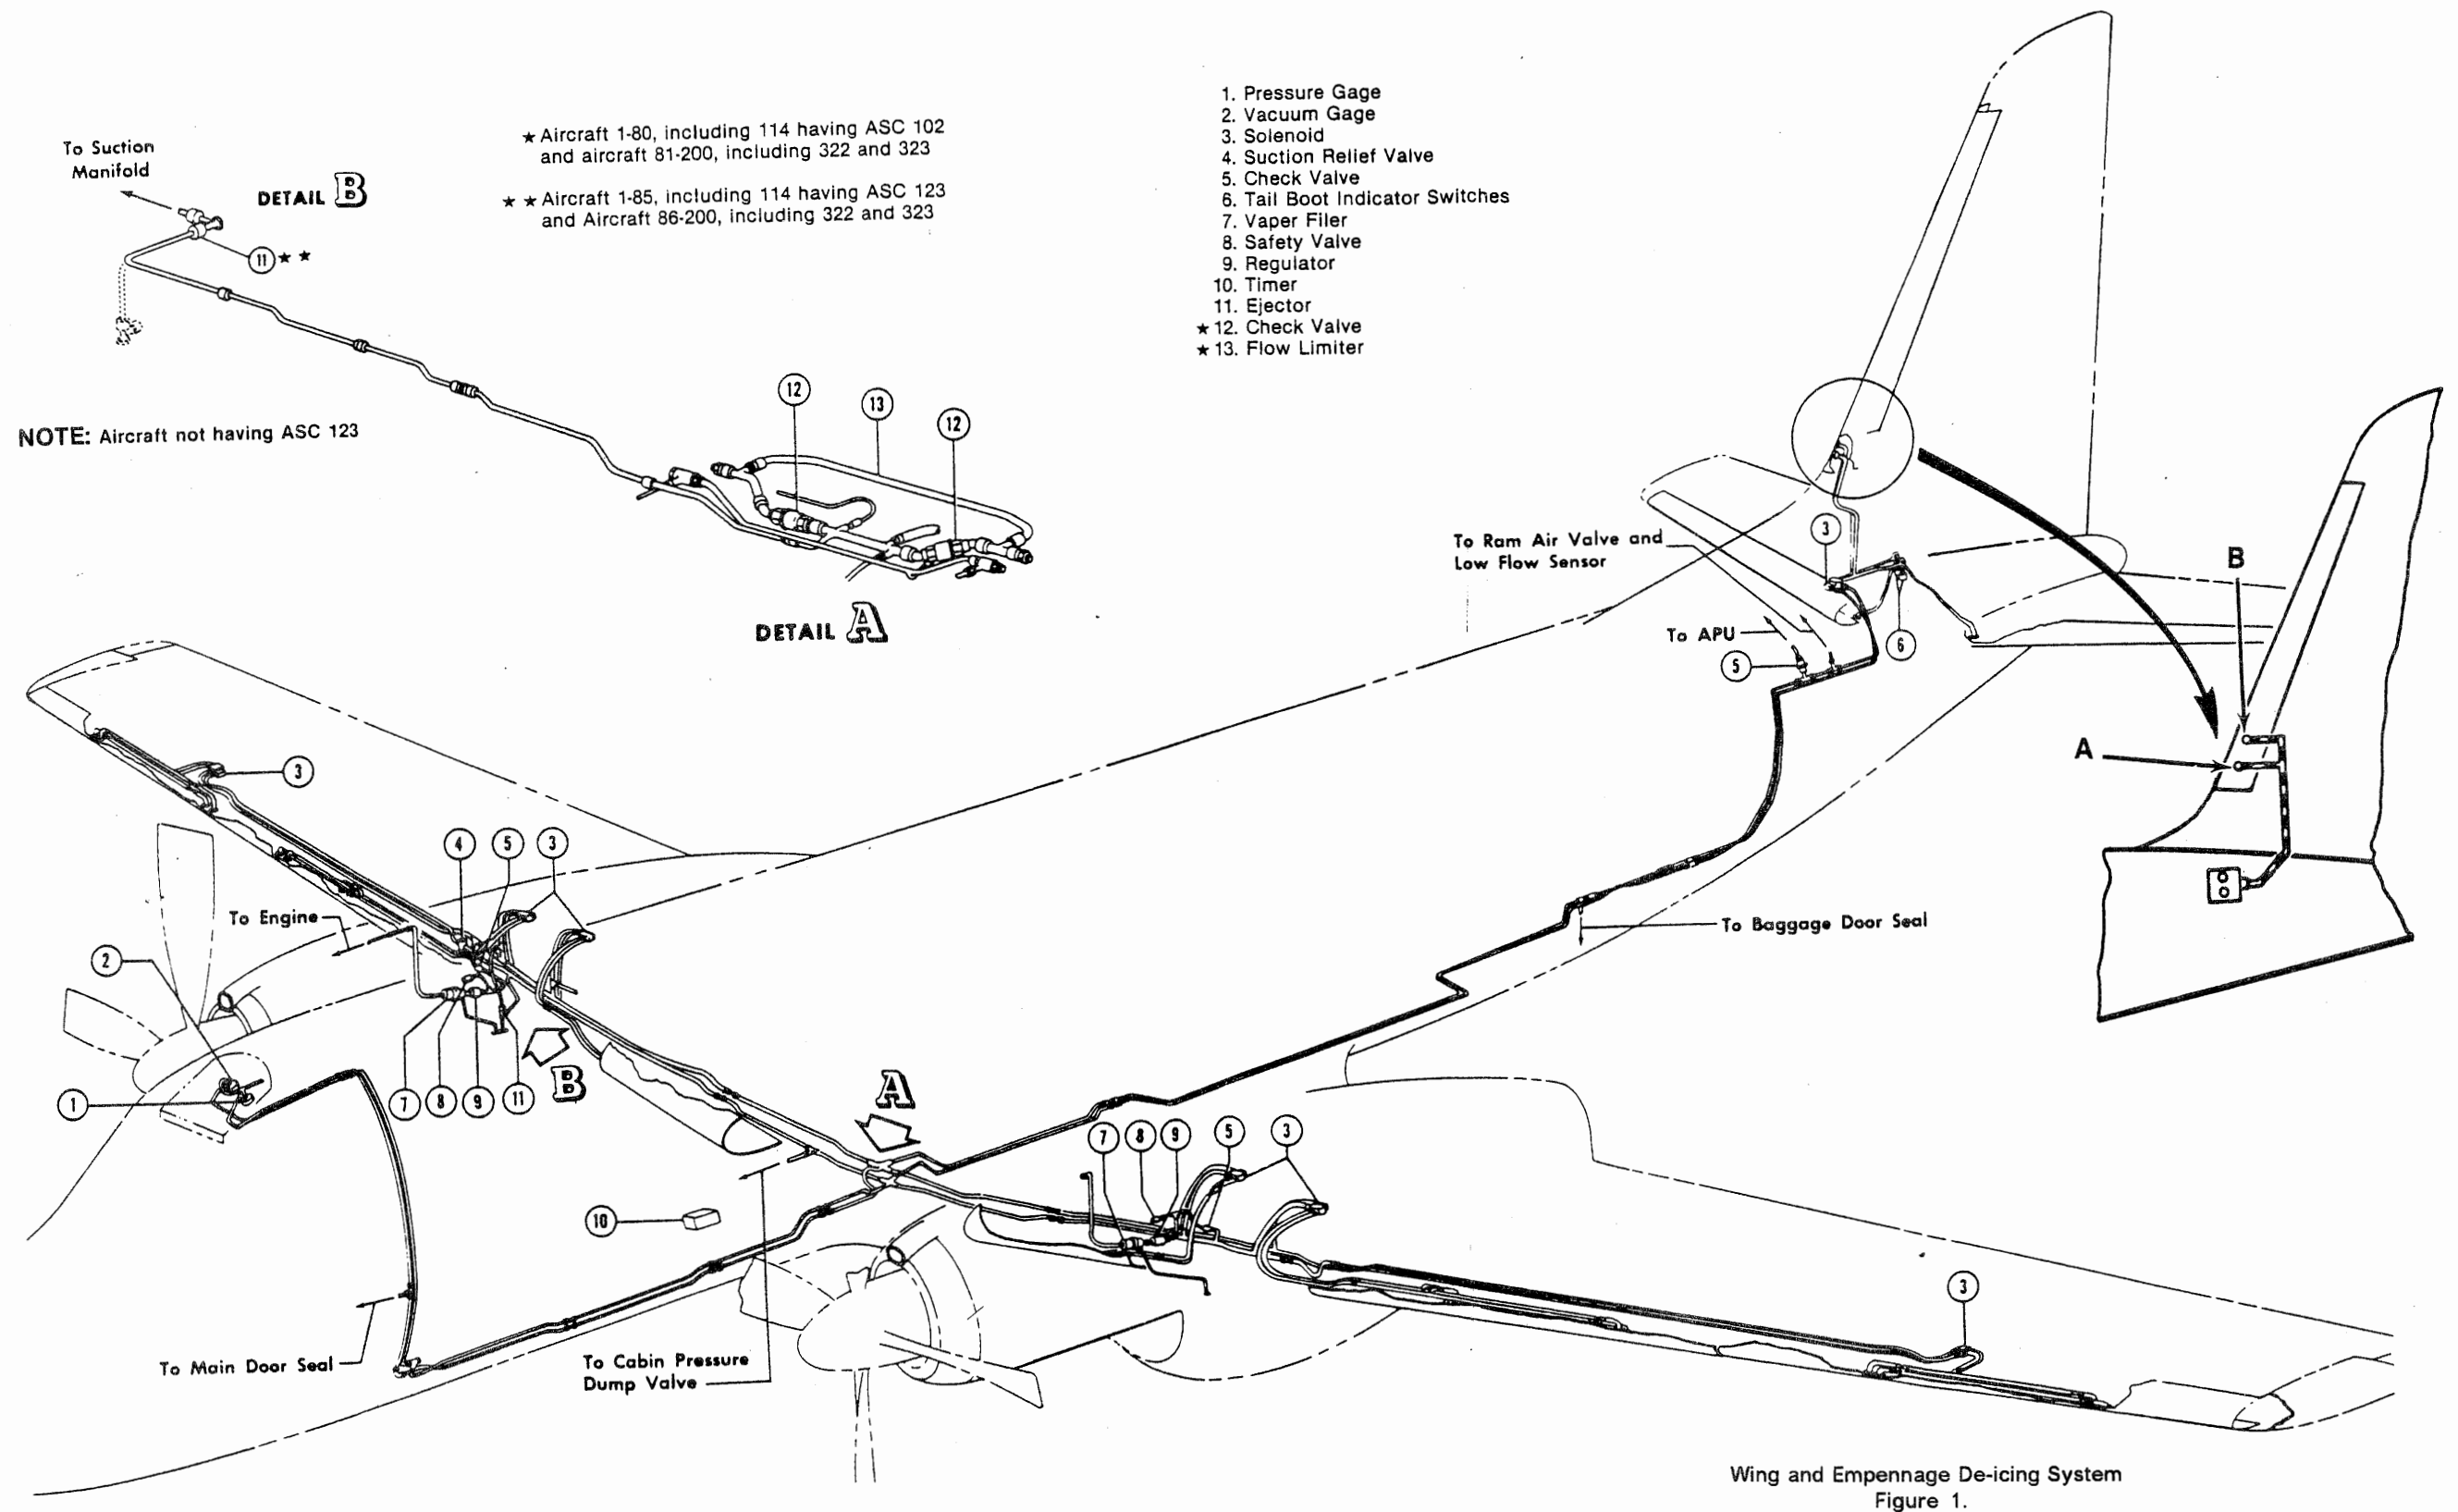 To Suction
Manifold
DETAIL B
★ Aircraft 1-80, including 114 having ASC 102
and aircraft 81-200, including 322 and 323
★ ★ Aircraft 1-85, including 114 having ASC 123
and Aircraft 86-200, including 322 and 323
11 ★ ★
NOTE: Aircraft not having ASC 123
1. Pressure Gage
2. Vacuum Gage
3. Solenoid
4. Suction Relief Valve
5. Check Valve
6. Tail Boot Indicator Switches
7. Vaper Filer
8. Safety Valve
9. Regulator
10. Timer
11. Ejector
★ 12. Check Valve
★ 13. Flow Limiter
12
13
12
DETAIL A
3
To Ram Air Valve and
Low Flow Sensor
To APU
5
6
B
A
3
4
5
3
To Engine
2
To Baggage Door Seal
1
7
8
9
11
B
A
7
8
9
5
3
10
3
To Main Door Seal
To Cabin Pressure
Dump Valve
Wing and Empennage De-icing System
Figure 1.